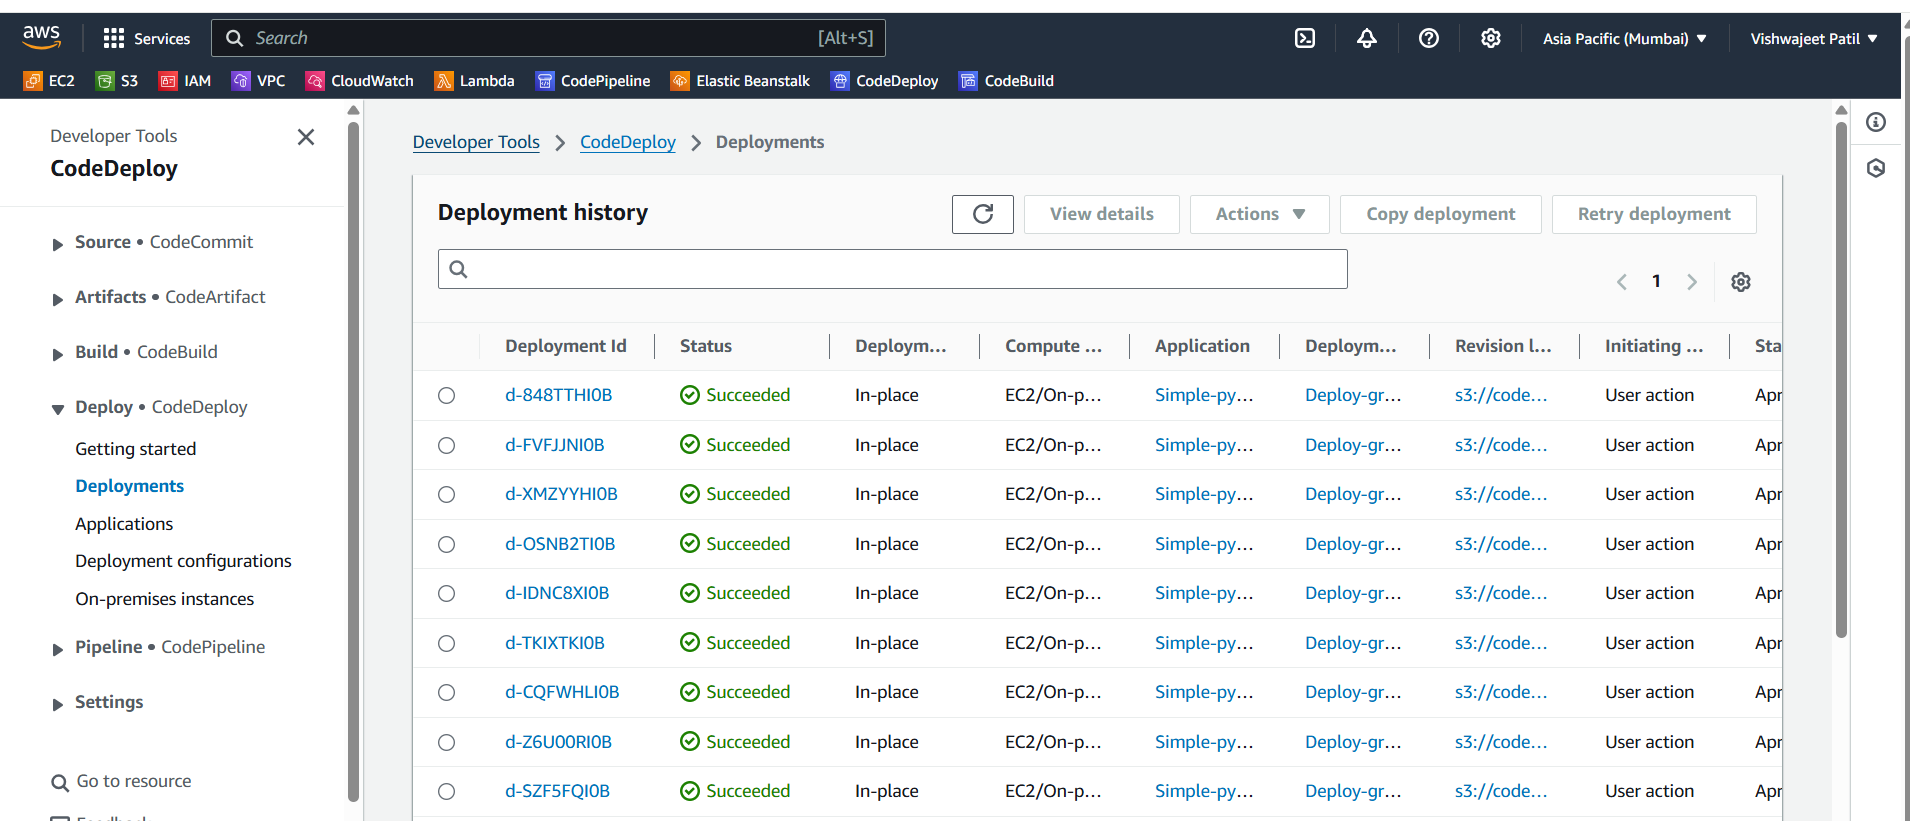 aws
Services
Search
[Alt+S]
Asia Pacific (Mumbai)
Vishwajeet Patil
EC2
S3
IAM
VPC
CloudWatch
Lambda
CodePipeline
Elastic Beanstalk
CodeDeploy
CodeBuild
Developer Tools
CodeDeploy
Source • CodeCommit
Artifacts • CodeArtifact
Build • CodeBuild
Deploy • CodeDeploy
Getting started
Deployments
Applications
Deployment configurations
On-premises instances
Pipeline • CodePipeline
Settings
Go to resource
Feedback
Developer Tools > CodeDeploy > Deployments
Deployment history
View details
Actions
Copy deployment
Retry deployment
1
Deployment Id Status Deploym... Compute ... Application Deploym... Revision l... Initiating ... Sta
d-848TTHI0B Succeeded In-place EC2/On-p... Simple-py... Deploy-gr... s3://code... User action Apr
d-FVFJJNI0B Succeeded In-place EC2/On-p... Simple-py... Deploy-gr... s3://code... User action Apr
d-XMZYYHI0B Succeeded In-place EC2/On-p... Simple-py... Deploy-gr... s3://code... User action Apr
d-OSNB2TI0B Succeeded In-place EC2/On-p... Simple-py... Deploy-gr... s3://code... User action Apr
d-IDNC8XI0B Succeeded In-place EC2/On-p... Simple-py... Deploy-gr... s3://code... User action Apr
d-TKIXTKI0B Succeeded In-place EC2/On-p... Simple-py... Deploy-gr... s3://code... User action Apr
d-CQFWHLI0B Succeeded In-place EC2/On-p... Simple-py... Deploy-gr... s3://code... User action Apr
d-Z6U00RI0B Succeeded In-place EC2/On-p... Simple-py... Deploy-gr... s3://code... User action Apr
d-SZF5FQI0B Succeeded In-place EC2/On-p... Simple-py... Deploy-gr... s3://code... User action Apr